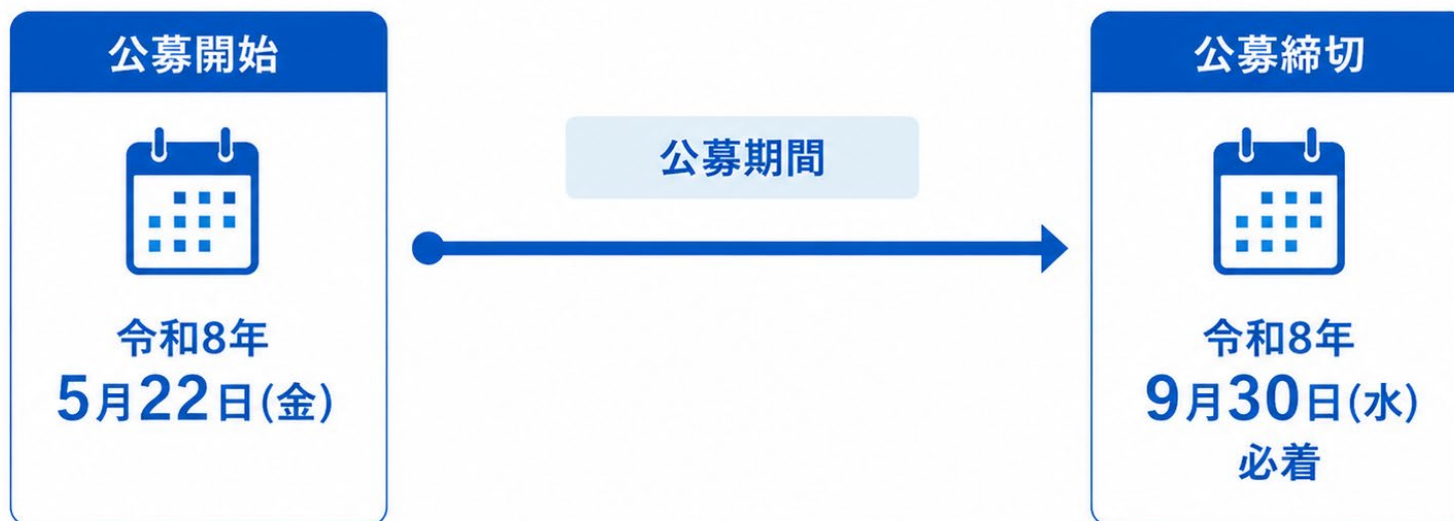 公募開始
令和8年
5月22日(金)
公募期間
公募締切
令和8年
9月30日(水)
必着